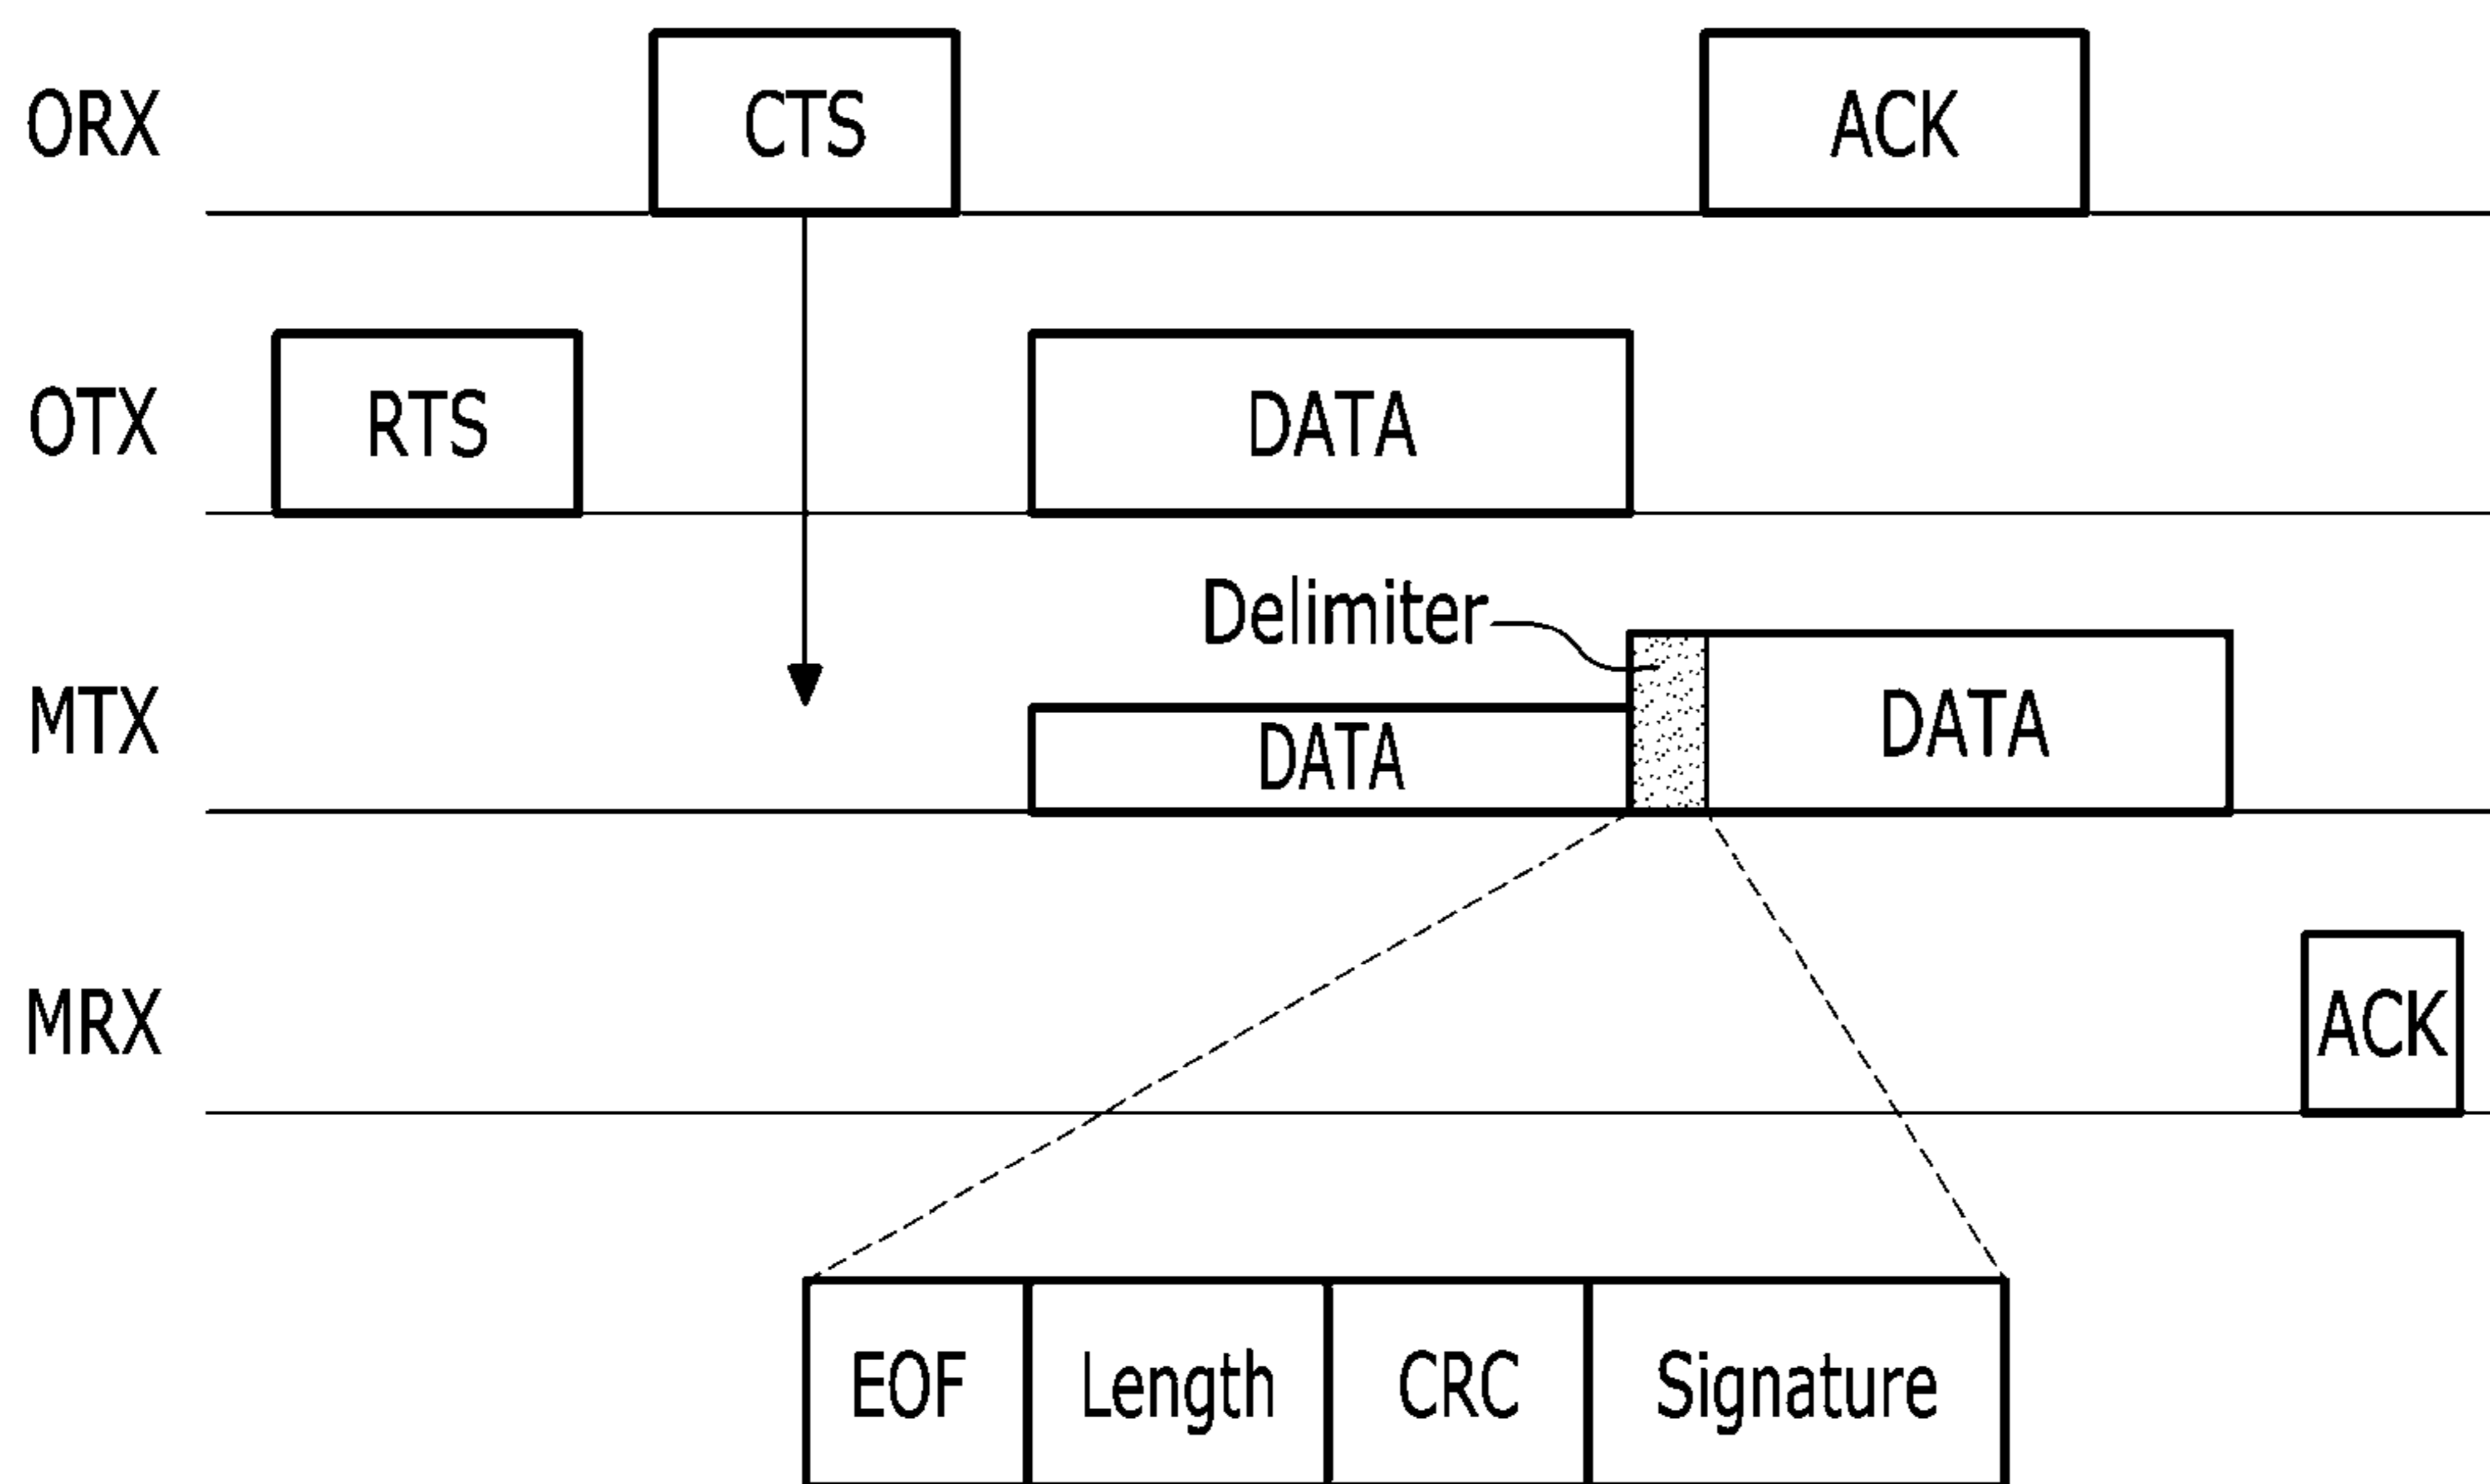 ORX CTS ACK
OTX RTS DATA
Delimiter
MTX DATA DATA
MRX ACK
EOF Length CRC Signature